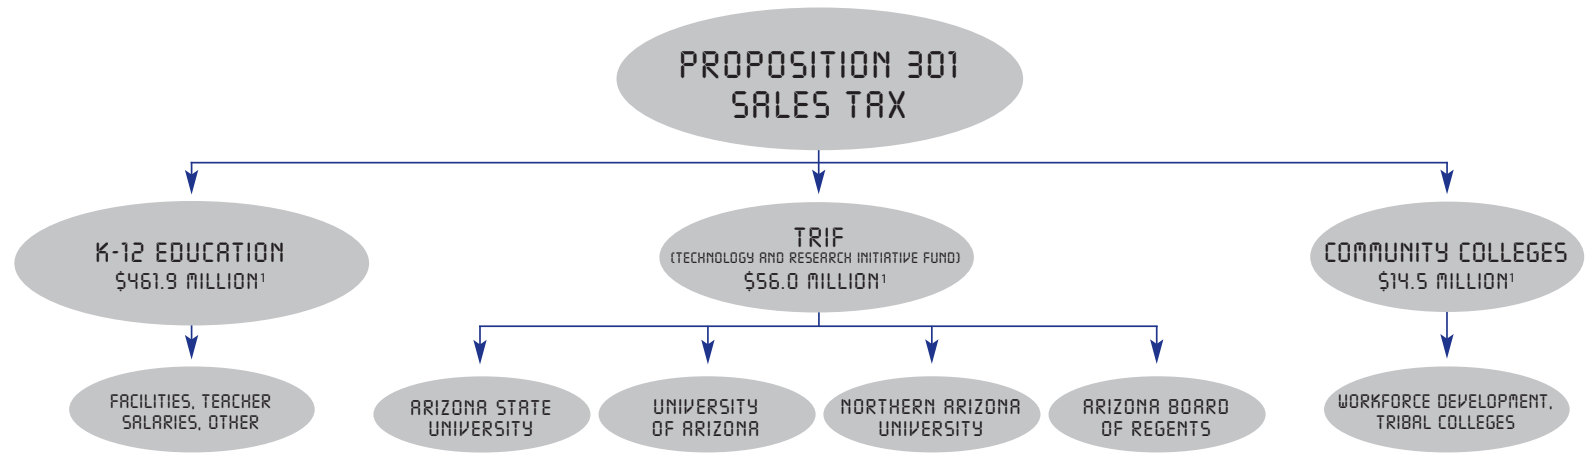 PROPOSITION 301
SALES TAX
K-12 EDUCATION
$461.9 MILLION¹
TRIF
(TECHNOLOGY AND RESEARCH INITIATIVE FUND)
$56.0 MILLION¹
COMMUNITY COLLEGES
$14.5 MILLION¹
FACILITIES, TEACHER
SALARIES, OTHER
ARIZONA STATE
UNIVERSITY
UNIVERSITY
OF ARIZONA
NORTHERN ARIZONA
UNIVERSITY
ARIZONA BOARD
OF REGENTS
WORKFORCE DEVELOPMENT,
TRIBAL COLLEGES